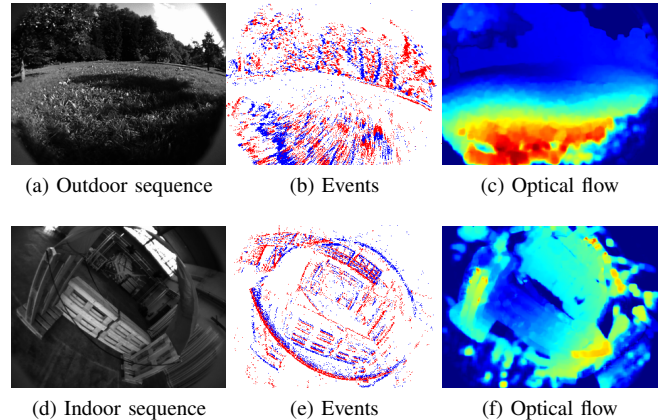 (a) Outdoor sequence
(b) Events
(c) Optical flow
(d) Indoor sequence
(e) Events
(f) Optical flow